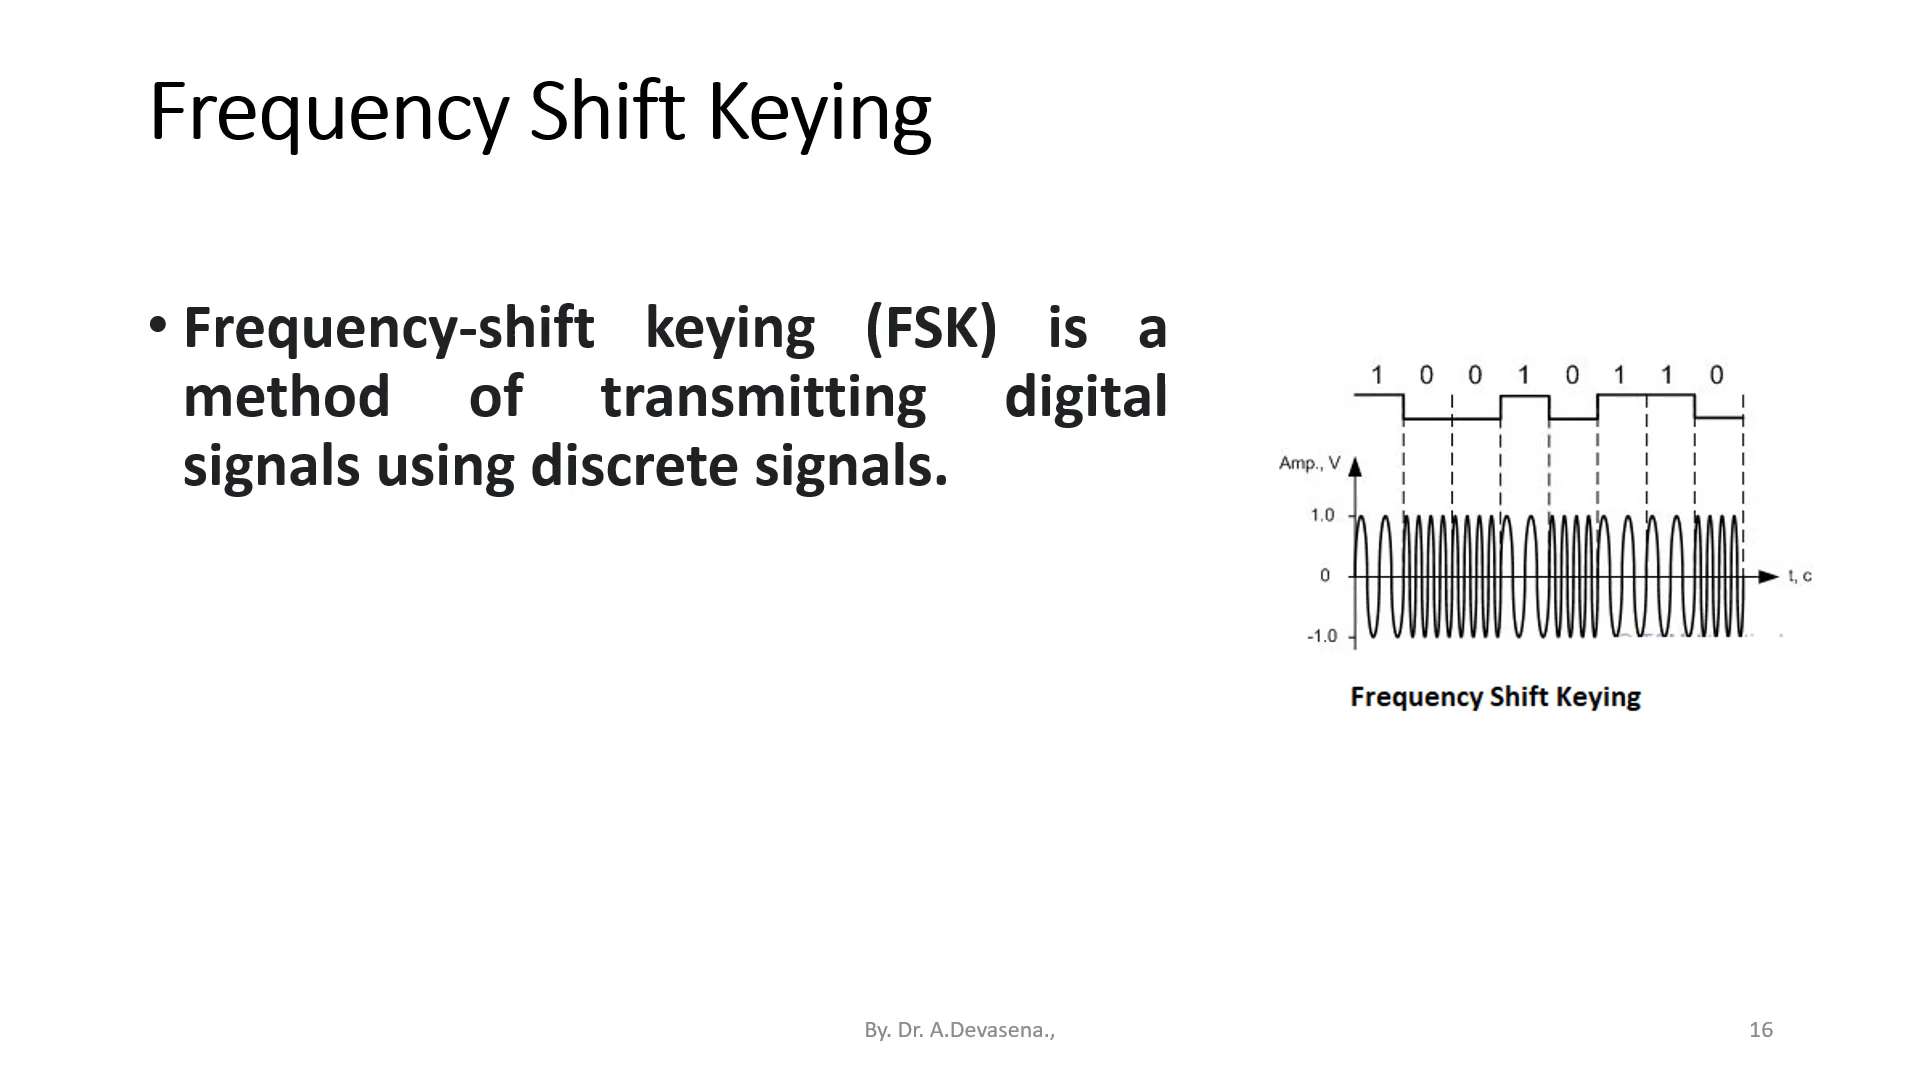 Frequency Shift Keying
• Frequency-shift keying (FSK) is a
method of transmitting digital
signals using discrete signals.
1 0 0 1 0 1 1 0
Amp., V
1.0
0
t, c
-1.0
Frequency Shift Keying
By. Dr. A.Devasena.,
16